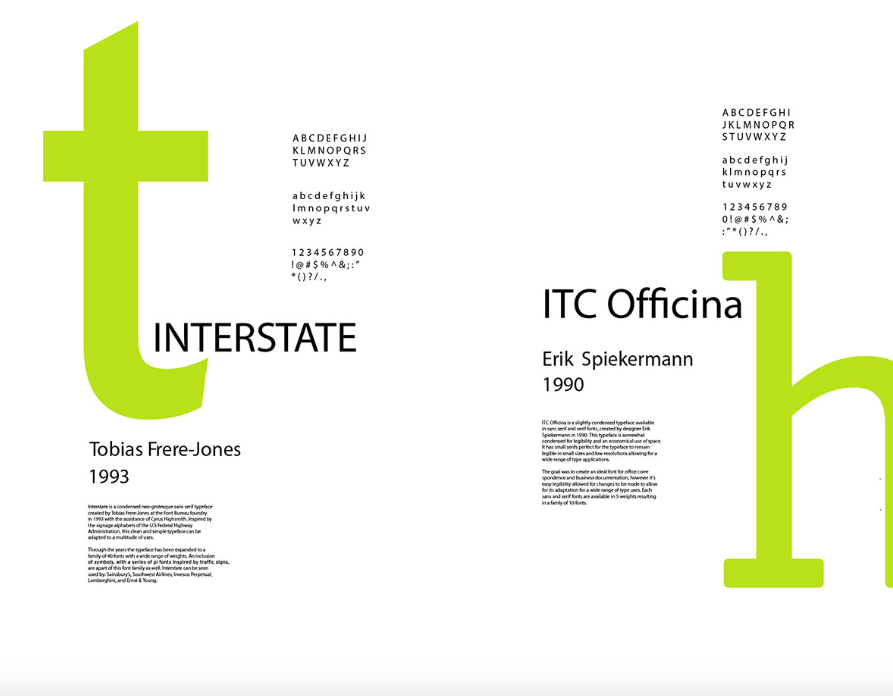 t
ABCDEFGHIJ
KLMNOPQRS
TUVWXYZ
abcdefghijk
lmnopqrstuv
wxyz
1234567890
!@#$%^&;:"
*()?/.,
INTERSTATE
Tobias Frere-Jones
1993
Interstate is a condensed neo-grotesque sans serif typeface
created by Tobias Frere-Jones at the Font Bureau foundry
in 1993 with the assistance of Cyrus Highsmith. Inspired by
the signage alphabets of the U.S Federal Highway
Administration, this clean and simple typeface can be
adapted to a multitude of uses.
Through the years the typeface has been expanded to a
family of 40 fonts with a wide range of weights. An inclusion
of symbols, with a series of pi fonts inspired by traffic signs,
are apart of this font family as well. Interstate can be seen
used by: Sainsbury's, Southwest Airlines, Invesco Perpetual,
Lamborghini, and Ernst & Young.
ABCDEFGHI
JKLMNOPQR
STUVWXYZ
abcdefghij
klmnopqrs
tuvwxyz
123456789
0!@#$%^&;
:"*()?/.,
h
ITC Officina
Erik Spiekermann
1990
ITC Officina is a slightly condensed typeface available
in sans serif and serif fonts, created by designer Erik
Spiekermann in 1990. This typeface is somewhat
condensed for legibility and an economical use of space.
It has small serifs perfect for the typeface to remain
legible in small sizes and low resolutions allowing for a
wide range of type applications.
The goal was to create an ideal font for office corre
spondence and business documentation, however it's
easy legibility allowed for changes to be made to allow
for its adaptation for a wide range of type uses. Each
sans and serif fonts are available in 5 weights resulting
in a family of 10 fonts.